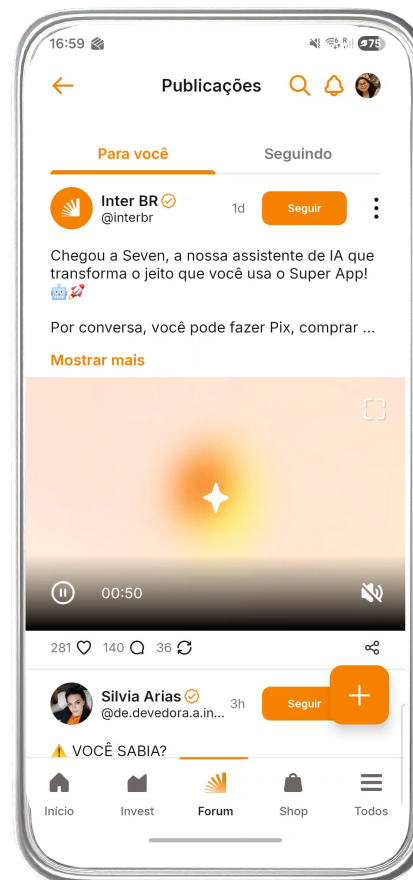 16:59
75
Publicações
Para você Seguindo
Inter BR
@interbr
1d
Seguir
Chegou a Seven, a nossa assistente de IA que
transforma o jeito que você usa o Super App!
Por conversa, você pode fazer Pix, comprar ...
Mostrar mais
00:50
281 140 36
Silvia Arias
@de.devedora.a.in...
3h
Seguir
VOCÊ SABIA?
Início Invest Forum Shop Todos